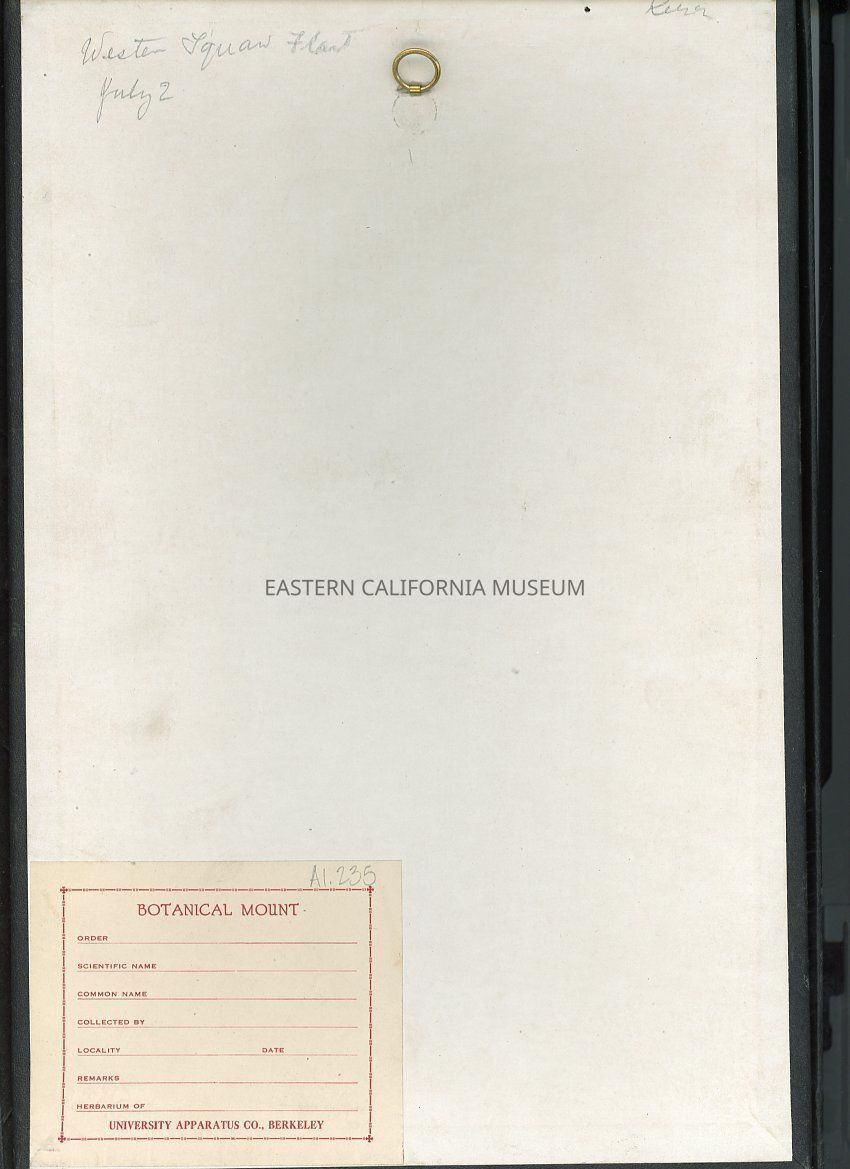 Western Squaw Plant
July 2
EASTERN CALIFORNIA MUSEUM
A1.235
BOTANICAL MOUNT
ORDER
SCIENTIFIC NAME
COMMON NAME
COLLECTED BY
LOCALITY DATE
REMARKS
HERBARIUM OF
UNIVERSITY APPARATUS CO., BERKELEY